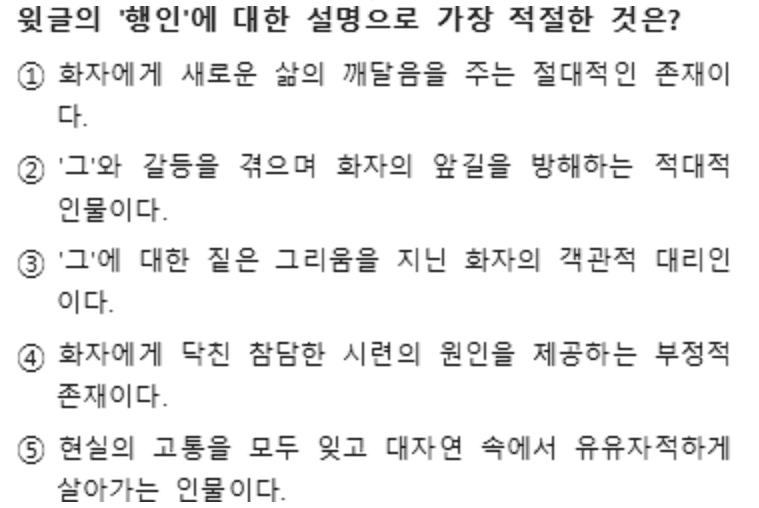 윗글의 '행인'에 대한 설명으로 가장 적절한 것은?
① 화자에게 새로운 삶의 깨달음을 주는 절대적인 존재이
다.
② '그'와 갈등을 겪으며 화자의 앞길을 방해하는 적대적
인물이다.
③ '그'에 대한 짙은 그리움을 지닌 화자의 객관적 대리인
이다.
④ 화자에게 닥친 참담한 시련의 원인을 제공하는 부정적
존재이다.
⑤ 현실의 고통을 모두 잊고 대자연 속에서 유유자적하게
살아가는 인물이다.